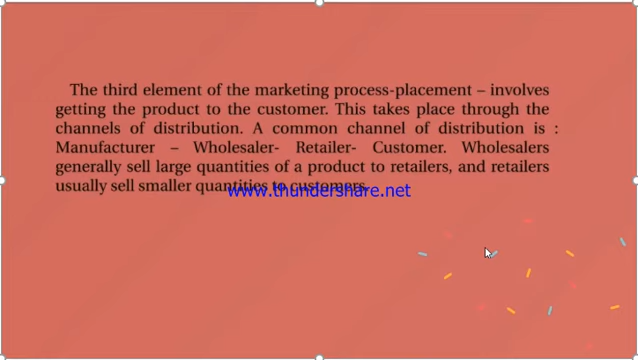 The third element of the marketing process-placement – involves
getting the product to the customer. This takes place through the
channels of distribution. A common channel of distribution is :
Manufacturer – Wholesaler- Retailer- Customer. Wholesalers
generally sell large quantities of a product to retailers, and retailers
usually sell smaller quantities to customers.
www.thundershare.net